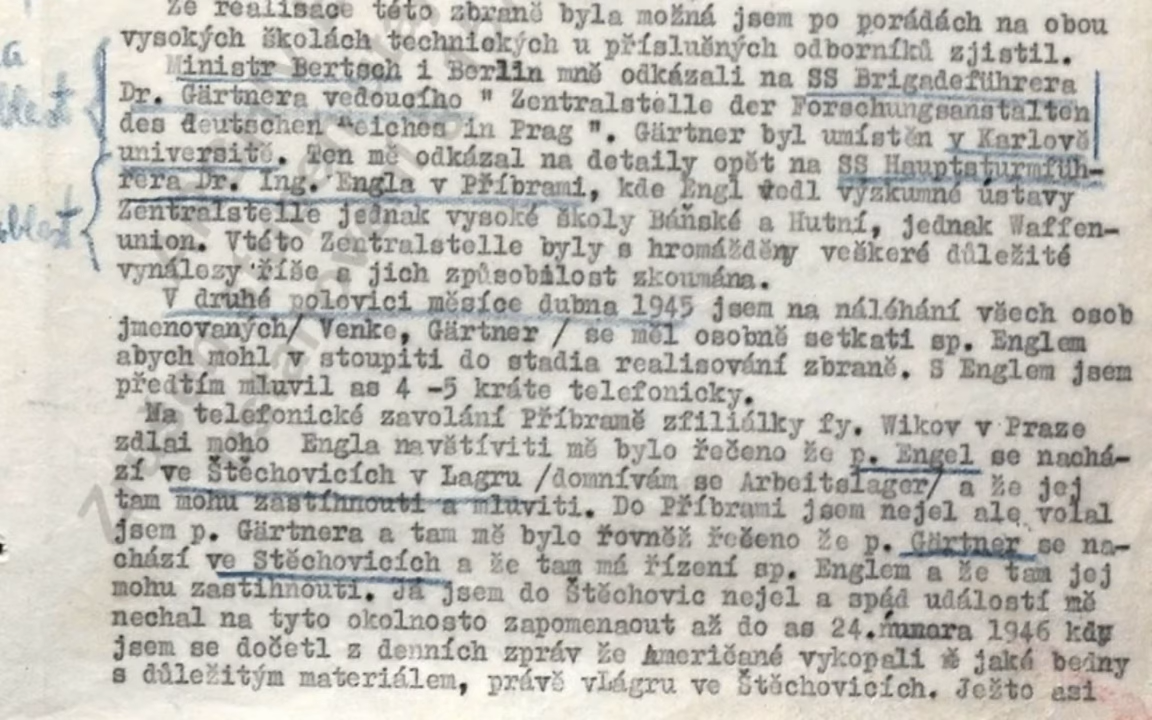 že realisace této zbraně byla možná jsem po porádách na obou
vysokých školách technických u příslušných odborníků zjistil.
Ministr Bertsch i Berlin mně odkázali na SS Brigadeführera
Dr. Gärtnera vedoucího " Zentralstelle der Forschungsanstalten
des deutschen "eiches in Prag ". Gärtner byl umístěn v Karlově
universitě. Ten mě odkázal na detaily opět na SS Hauptsturmfüh-
rera Dr. Ing. Engla v Příbrami, kde Engl vedl výzkumné ústavy
Zentralstelle jednak vysoké školy Báňské a Hutní, jednak Waffen-
union. Vtéto Zentralstelle byly s hromážděny veškeré důležité
vynálezy říše a jich způsobilost zkoumána.
V druhé polovici měsíce dubna 1945 jsem na náléhání všech osob
jmonovaných/ Venke, Gärtner / se měl osobně setkati sp. Englem
abych mohl v stoupiti do stadia realisování zbraně. S Englem jsem
předtím mluvil as 4 -5 kráte telefonicky.
Na telefonické zavolání Příbramě zfiliálky fy. Wikov v Praze
zdlai moho Engla navštíviti mě bylo řečeno že p. Engel se nachá-
zí ve Štěchovicích v Lagru /domnívám se Arbeitslager/ a že jej
tam mohu zastihnouti a mluviti. Do Příbrami jsem nejel ale volal
jsem p. Gärtnera a tam mě bylo řovněž řečeno že p. Gärtner se na-
chází ve Štěchovicích a že tam má řízení sp. Englem a že tam jej
mohu zastihnouti. Já jsem do Štěchovic nejel a spád událostí mě
nechal na tyto okolnosto zapomenaout až do as 24.února 1946 kdy
jsem se dočetl z denních zpráv že Američané vykopali ě jaké bedny
s důležitým materiálem, právě vLágru ve Štěchovicích. Ježto asi